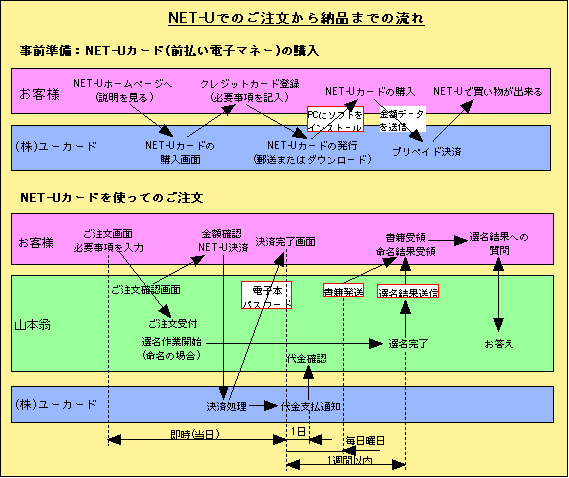 NET-Uでのご注文から納品までの流れ
事前準備：NET-Uカード(前払い電子マネー)の購入
お客様
NET-Uホームページへ
(説明を見る)
クレジットカード登録
(必要事項を記入)
NET-Uカードの購入
NET-Uで買い物が出来る
PCにソフトを
インストール
金額データ
を送信
(株)ユーカード
NET-Uカードの
購入画面
NET-Uカードの発行
(郵送またはダウンロード)
プリペイド決済
NET-Uカードを使ってのご注文
お客様
ご注文画面
必要事項を入力
金額確認
NET-U決済
決済完了画面
書籍受領
命名結果受領
選名結果への
質問
山本翁
ご注文確認画面
電子本
パスワード
書籍発送
選名結果送信
ご注文受付
選名作業開始
(命名の場合)
代金確認
選名完了
お答え
(株)ユーカード
決済処理
代金支払通知
即時(当日)
1日
毎日曜日
1週間以内